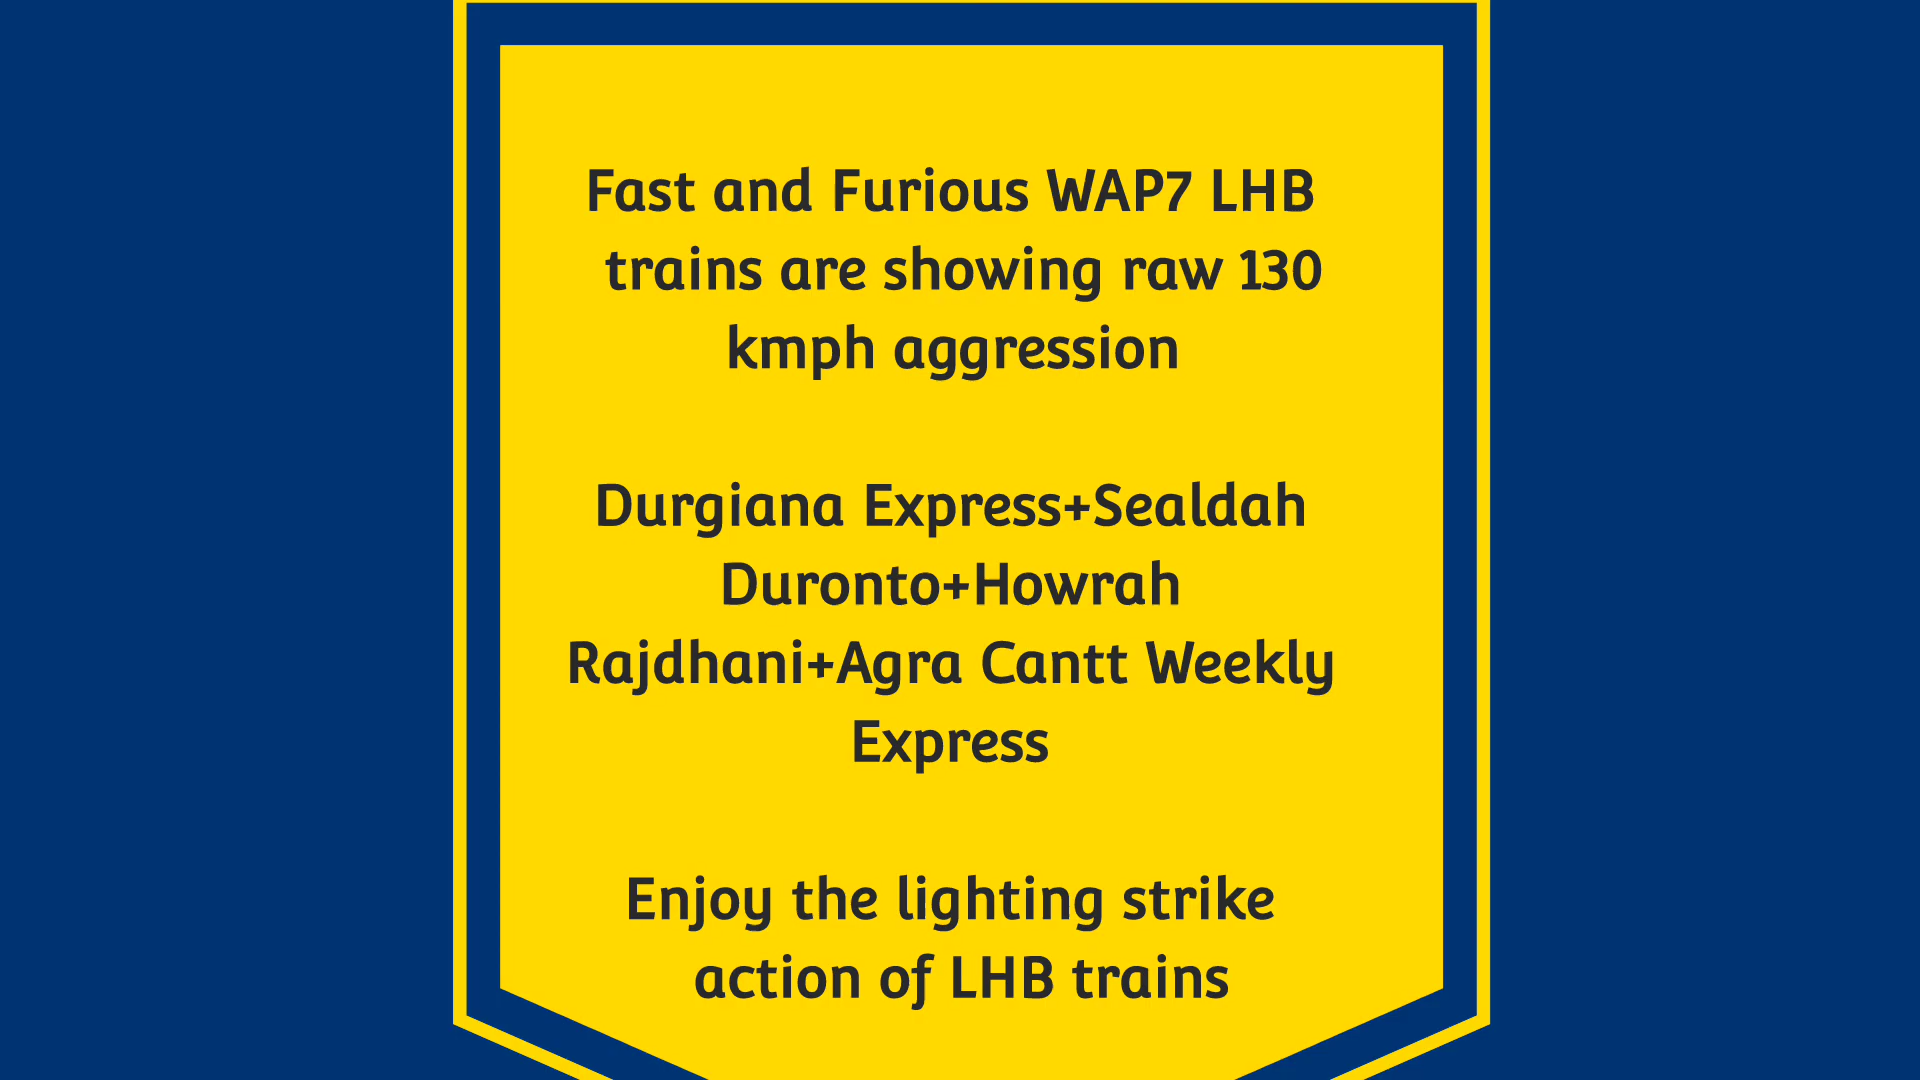 Fast and Furious WAP7 LHB
trains are showing raw 130
kmph aggression
Durgiana Express+Sealdah
Duronto+Howrah
Rajdhani+Agra Cantt Weekly
Express
Enjoy the lighting strike
action of LHB trains